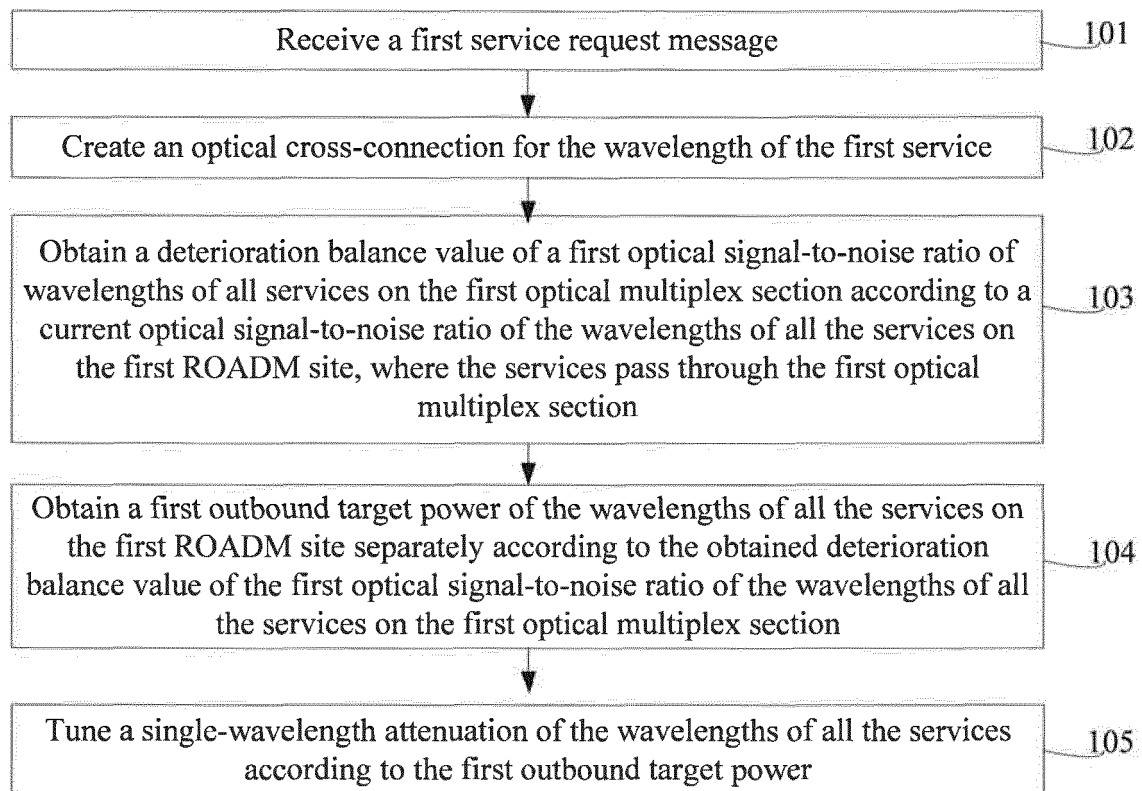 Receive a first service request message
101
Create an optical cross-connection for the wavelength of the first service
102
Obtain a deterioration balance value of a first optical signal-to-noise ratio of
wavelengths of all services on the first optical multiplex section according to a
current optical signal-to-noise ratio of the wavelengths of all the services on
the first ROADM site, where the services pass through the first optical
multiplex section
103
Obtain a first outbound target power of the wavelengths of all the services on
the first ROADM site separately according to the obtained deterioration
balance value of the first optical signal-to-noise ratio of the wavelengths of all
the services on the first optical multiplex section
104
Tune a single-wavelength attenuation of the wavelengths of all the services
according to the first outbound target power
105